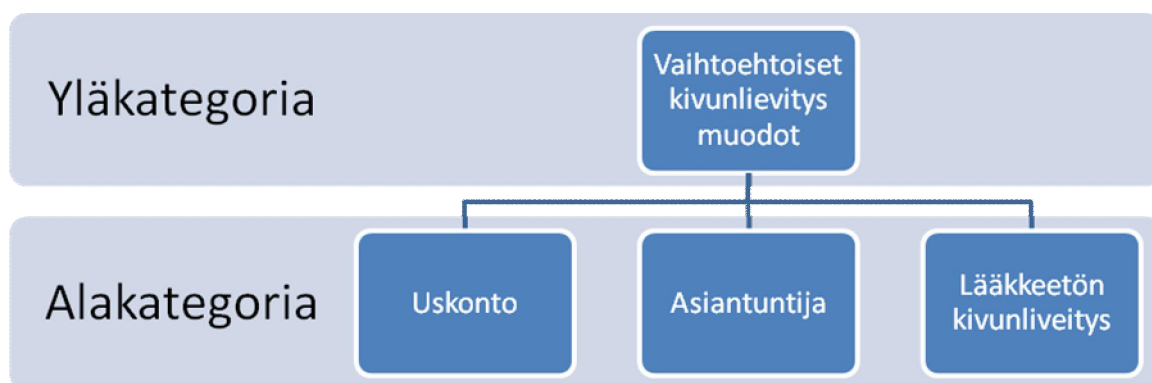 Yläkategoria
Vaihtoehtoiset
kivunlievitys
muodot
Alakategoria
Uskonto
Asiantuntija
Lääkkeetön
kivunliveitys